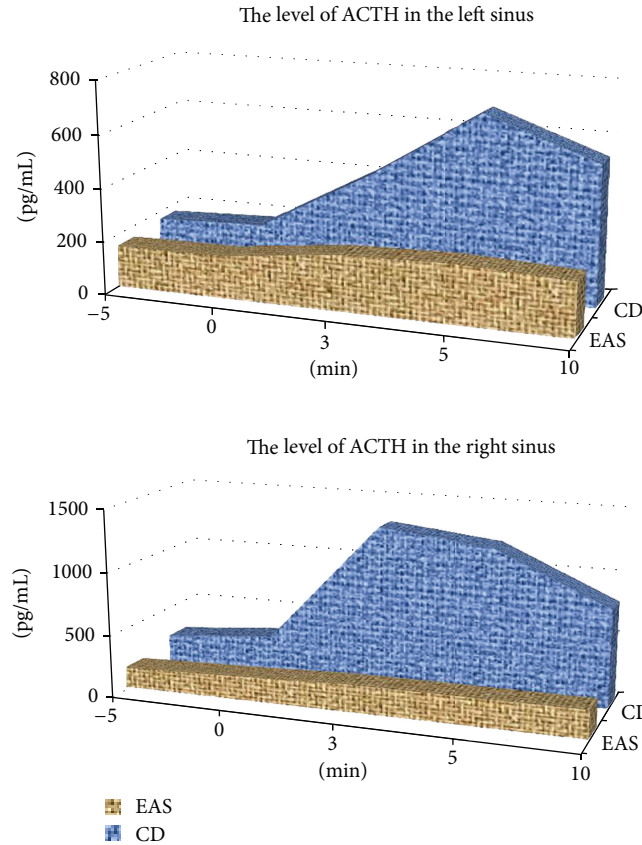 The level of ACTH in the left sinus
800
600
400
200
0
(pg/mL)
−5
0
3
5
10
(min)
CD
EAS
The level of ACTH in the right sinus
1500
1000
500
0
(pg/mL)
−5
0
3
5
10
(min)
CI
EAS
EAS
CD